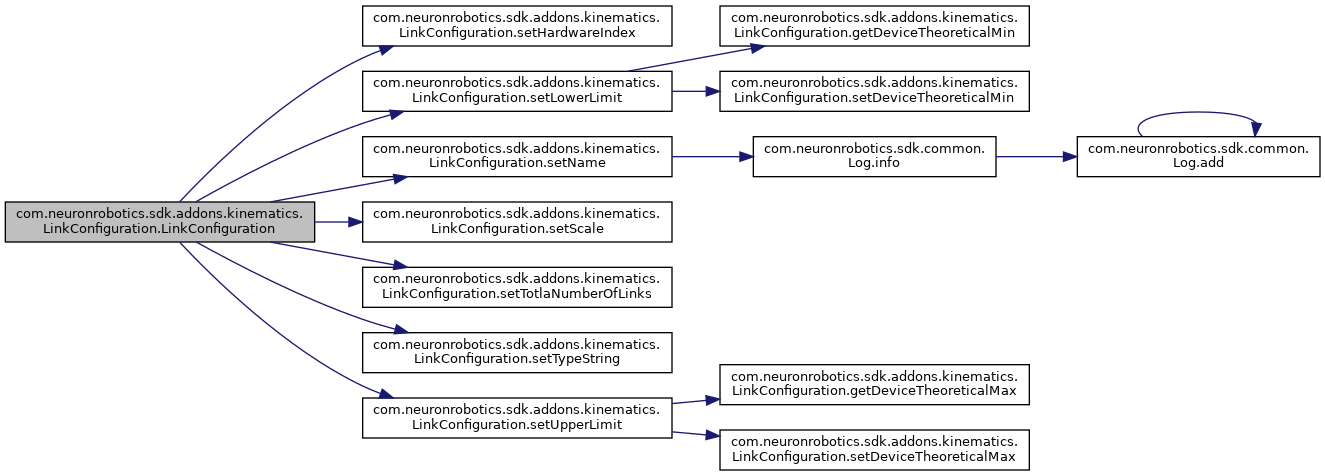 com.neuronrobotics.sdk.addons.kinematics.
LinkConfiguration.LinkConfiguration
com.neuronrobotics.sdk.addons.kinematics.
LinkConfiguration.setHardwareIndex
com.neuronrobotics.sdk.addons.kinematics.
LinkConfiguration.setLowerLimit
com.neuronrobotics.sdk.addons.kinematics.
LinkConfiguration.getDeviceTheoreticalMin
com.neuronrobotics.sdk.addons.kinematics.
LinkConfiguration.setDeviceTheoreticalMin
com.neuronrobotics.sdk.addons.kinematics.
LinkConfiguration.setName
com.neuronrobotics.sdk.common.
Log.info
com.neuronrobotics.sdk.common.
Log.add
com.neuronrobotics.sdk.addons.kinematics.
LinkConfiguration.setScale
com.neuronrobotics.sdk.addons.kinematics.
LinkConfiguration.setTotlaNumberOfLinks
com.neuronrobotics.sdk.addons.kinematics.
LinkConfiguration.setTypeString
com.neuronrobotics.sdk.addons.kinematics.
LinkConfiguration.setUpperLimit
com.neuronrobotics.sdk.addons.kinematics.
LinkConfiguration.getDeviceTheoreticalMax
com.neuronrobotics.sdk.addons.kinematics.
LinkConfiguration.setDeviceTheoreticalMax